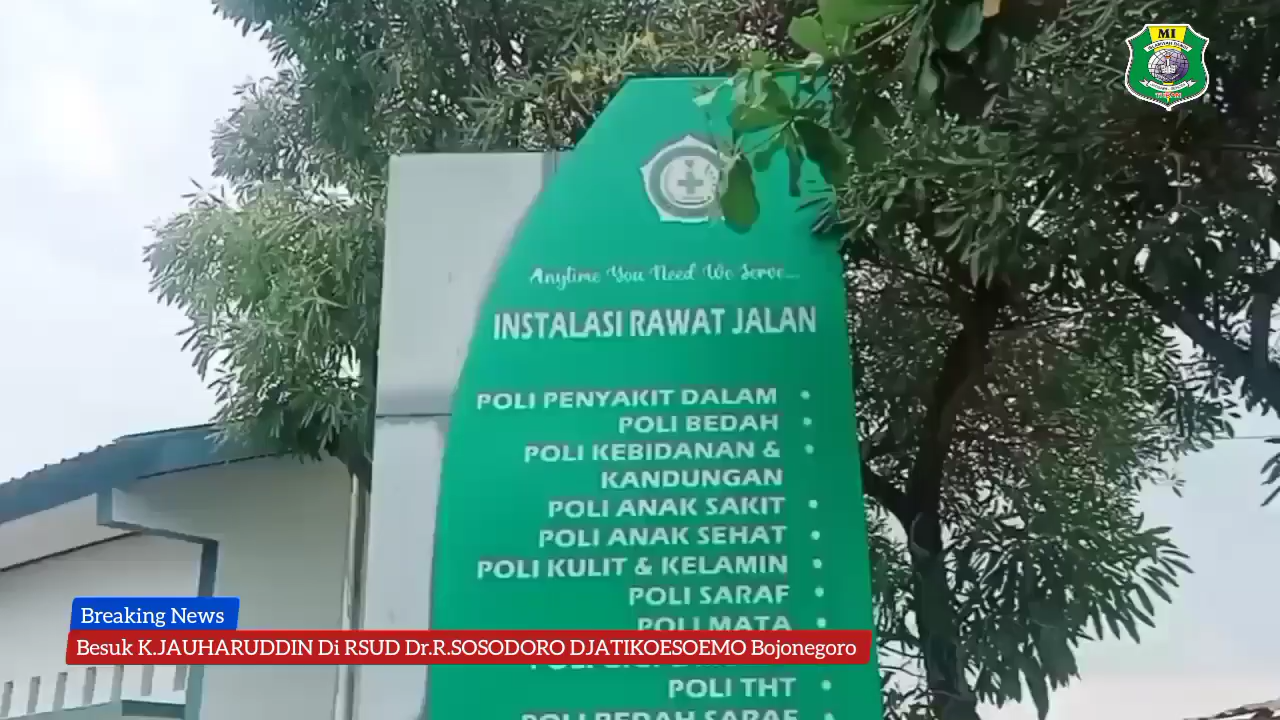 MI
Anytime You Need We Serve...
INSTALASI RAWAT JALAN
POLI PENYAKIT DALAM •
POLI BEDAH •
POLI KEBIDANAN & •
KANDUNGAN
POLI ANAK SAKIT •
POLI ANAK SEHAT •
POLI KULIT & KELAMIN •
POLI SARAF •
POLI MATA •
POLI THT •
POLI BEDAH SARAF •
Breaking News
Besuk K.JAUHARUDDIN Di RSUD Dr.R.SOSODORO DJATIKOESOEMO Bojonegoro